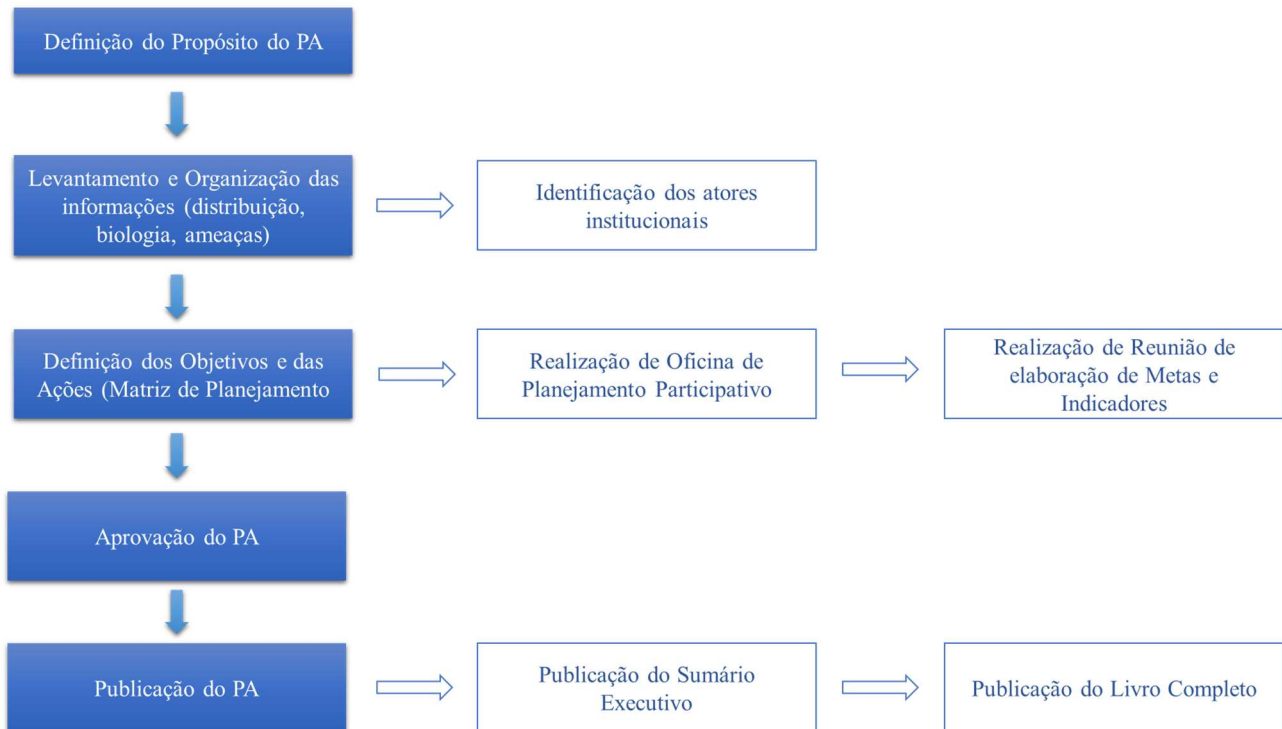 Definição do Propósito do PA
Levantamento e Organização das
informações (distribuição,
biologia, ameaças)
Identificação dos atores
institucionais
Definição dos Objetivos e das
Ações (Matriz de Planejamento
Realização de Oficina de
Planejamento Participativo
Realização de Reunião de
elaboração de Metas e
Indicadores
Aprovação do PA
Publicação do PA
Publicação do Sumário
Executivo
Publicação do Livro Completo